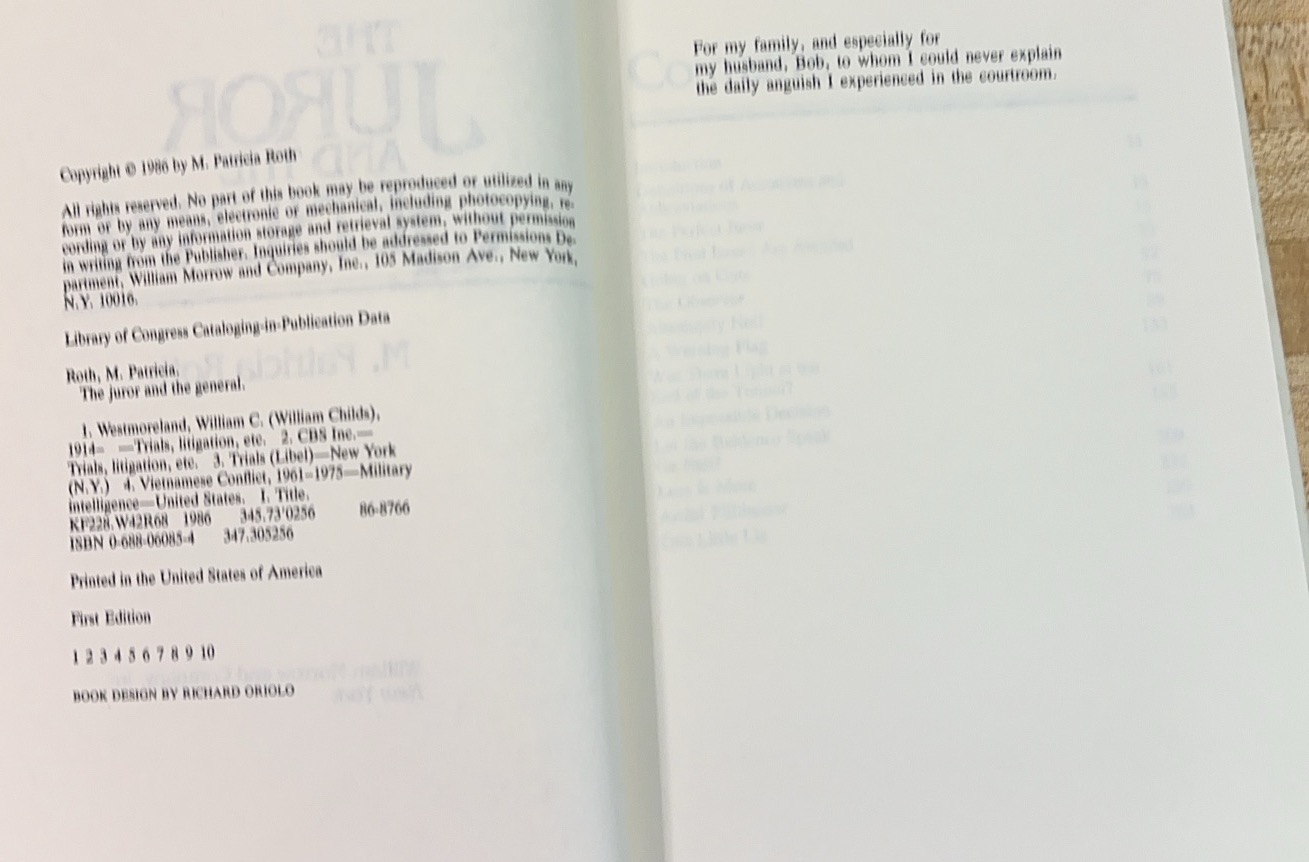 Copyright © 1986 by M. Patricia Roth
All rights reserved. No part of this book may be reproduced or utilized in any
form or by any means, electronic or mechanical, including photocopying, re-
cording or by any information storage and retrieval system, without permission
in writing from the Publisher. Inquiries should be addressed to Permissions De-
partment, William Morrow and Company, Inc., 105 Madison Ave., New York,
N.Y. 10016.
Library of Congress Cataloging-in-Publication Data
Roth, M. Patricia.
The juror and the general.
1. Westmoreland, William C. (William Childs),
1914- —Trials, litigation, etc. 2. CBS Inc.—
Trials, litigation, etc. 3. Trials (Libel)—New York
(N.Y.) 4. Vietnamese Conflict, 1961-1975—Military
intelligence—United States. I. Title.
KF228.W42R68 1986 345.73'0256 86-8766
ISBN 0-688-06085-4 347.305256
Printed in the United States of America
First Edition
1 2 3 4 5 6 7 8 9 10
BOOK DESIGN BY RICHARD ORIOLO
For my family, and especially for
my husband, Bob, to whom I could never explain
the daily anguish I experienced in the courtroom.